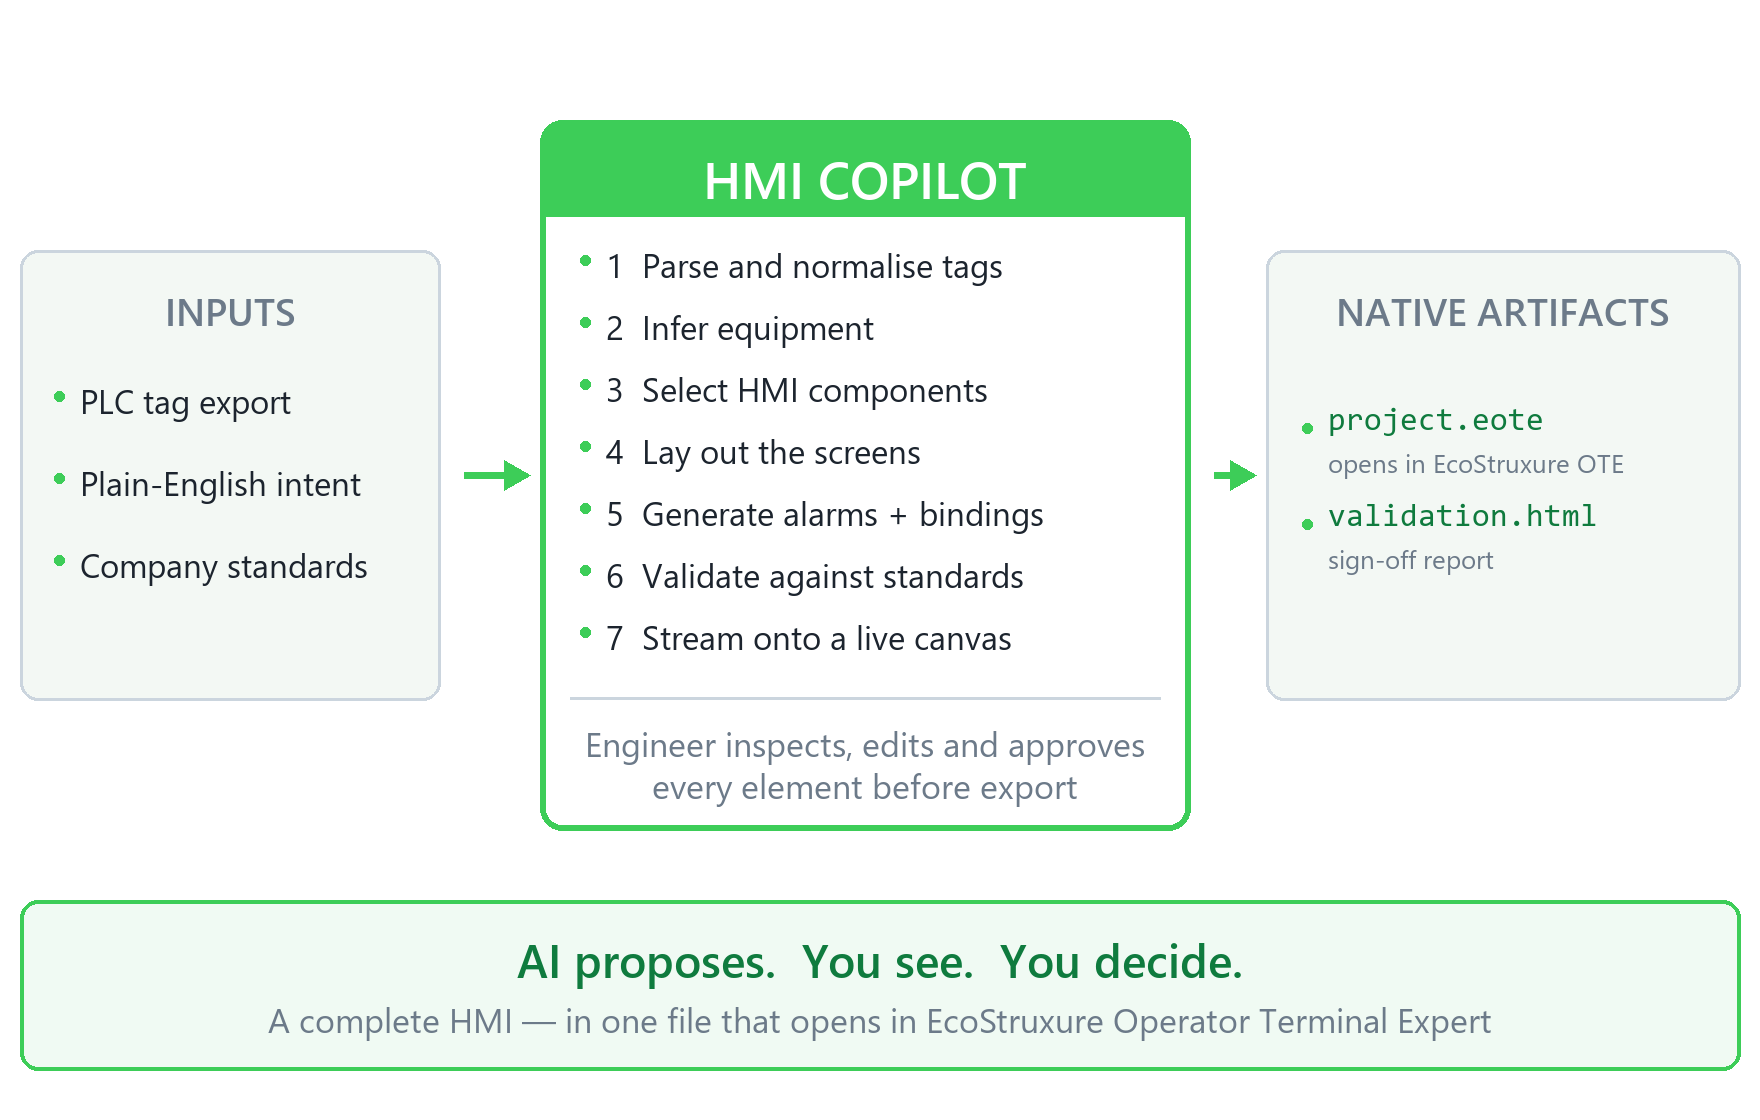 HMI COPILOT
INPUTS
PLC tag export
Plain-English intent
Company standards
1 Parse and normalise tags
2 Infer equipment
3 Select HMI components
4 Lay out the screens
5 Generate alarms + bindings
6 Validate against standards
7 Stream onto a live canvas
Engineer inspects, edits and approves
every element before export
NATIVE ARTIFACTS
project.eote
opens in EcoStruxure OTE
validation.html
sign-off report
AI proposes. You see. You decide.
A complete HMI — in one file that opens in EcoStruxure Operator Terminal Expert